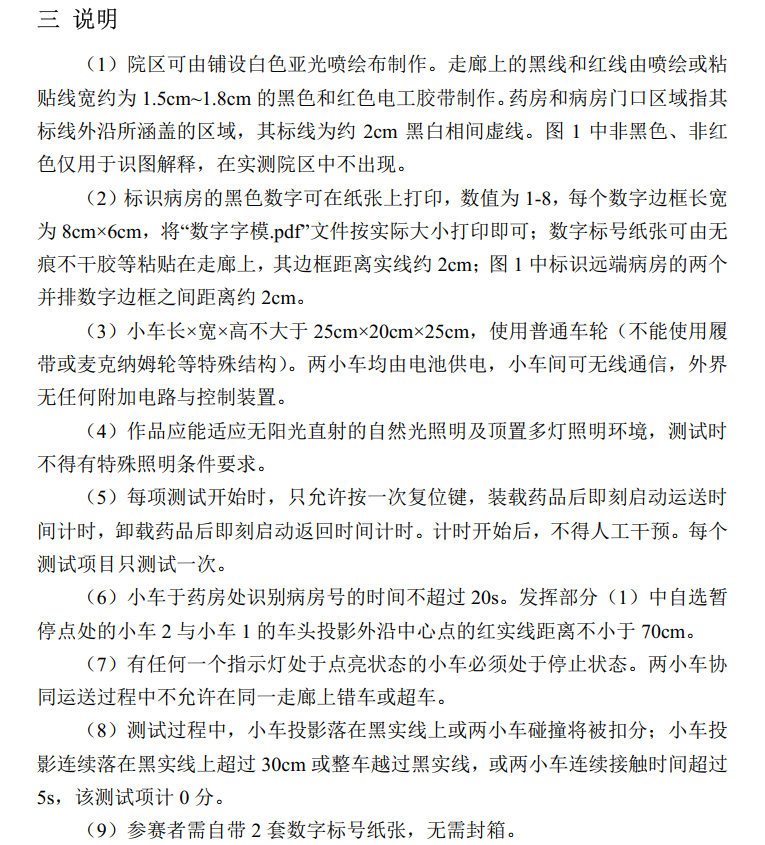 三 说明
（1）院区可由铺设白色亚光喷绘布制作。走廊上的黑线和红线由喷绘或粘
贴线宽约为 1.5cm~1.8cm 的黑色和红色电工胶带制作。药房和病房门口区域指其
标线外沿所涵盖的区域，其标线为约 2cm 黑白相间虚线。图 1 中非黑色、非红
色仅用于识图解释，在实测院区中不出现。
（2）标识病房的黑色数字可在纸张上打印，数值为 1-8，每个数字边框长宽
为 8cm×6cm，将“数字字模.pdf”文件按实际大小打印即可；数字标号纸张可由无
痕不干胶等粘贴在走廊上，其边框距离实线约 2cm；图 1 中标识远端病房的两个
并排数字边框之间距离约 2cm。
（3）小车长×宽×高不大于 25cm×20cm×25cm，使用普通车轮（不能使用履
带或麦克纳姆轮等特殊结构）。两小车均由电池供电，小车间可无线通信，外界
无任何附加电路与控制装置。
（4）作品应能适应无阳光直射的自然光照明及顶置多灯照明环境，测试时
不得有特殊照明条件要求。
（5）每项测试开始时，只允许按一次复位键，装载药品后即刻启动运送时
间计时，卸载药品后即刻启动返回时间计时。计时开始后，不得人工干预。每个
测试项目只测试一次。
（6）小车于药房处识别病房号的时间不超过 20s。发挥部分（1）中自选暂
停点处的小车 2 与小车 1 的车头投影外沿中心点的红实线距离不小于 70cm。
（7）有任何一个指示灯处于点亮状态的小车必须处于停止状态。两小车协
同运送过程中不允许在同一走廊上错车或超车。
（8）测试过程中，小车投影落在黑实线上或两小车碰撞将被扣分；小车投
影连续落在黑实线上超过 30cm 或整车越过黑实线，或两小车连续接触时间超过
5s，该测试项计 0 分。
（9）参赛者需自带 2 套数字标号纸张，无需封箱。